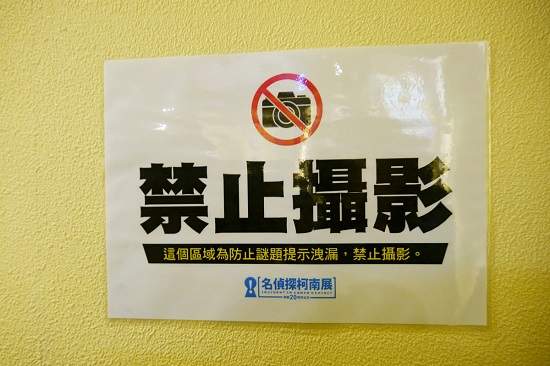 禁止攝影
這個區域為防止謎題提示洩漏，禁止攝影。
名偵探柯南展